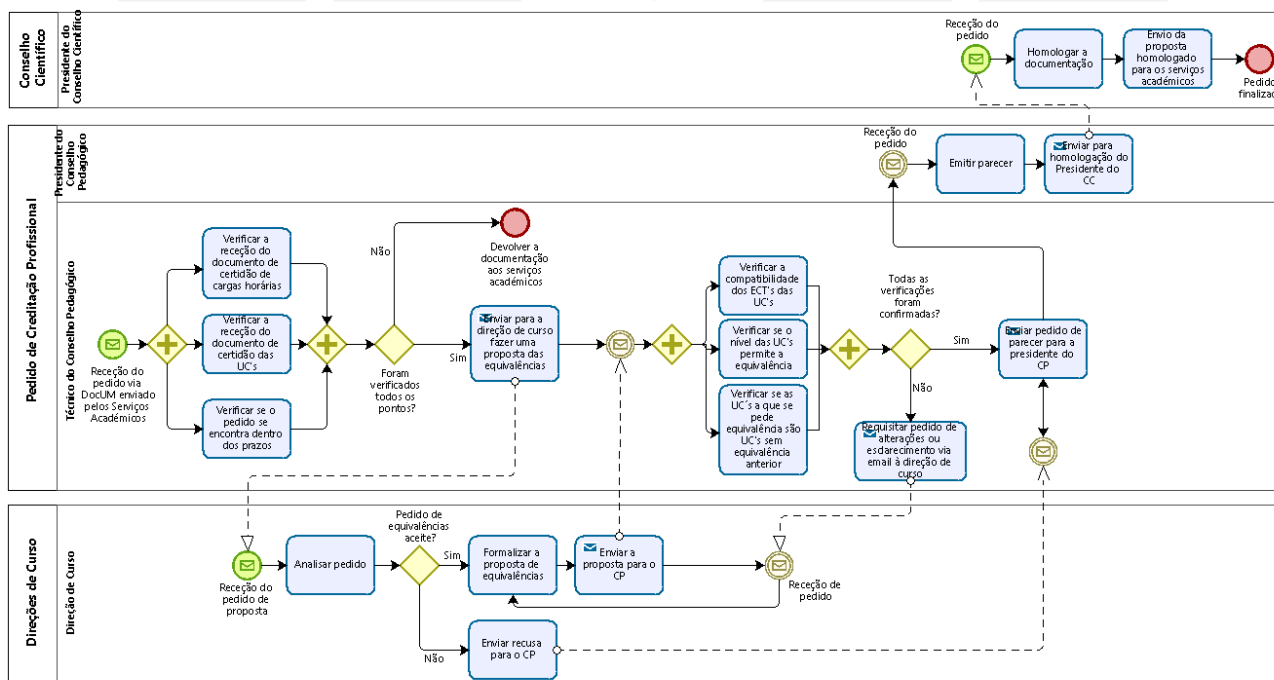 Conselho
Científico
Presidente do
Conselho Científico
Receção do
pedido
Homologar a
documentação
Envio da
proposta
homologado
para os serviços
académicos
Pedido
finalizad
Pedido de Creditação Profissional
Presidente do
Conselho
Pedagógico
Receção do
pedido
Emitir parecer
Enviar para
homologação do
Presidente do
CC
Técnico do Conselho Pedagógico
Receção do
pedido via
DocUM enviado
pelos Serviços
Académicos
Verificar a
receção do
documento de
certidão de
cargas horárias
Verificar a
receção do
documento de
certidão das
UC's
Verificar se o
pedido se
encontra dentro
dos prazos
Foram
verificados
todos os
pontos?
Não
Devolver a
documentação
aos serviços
académicos
Sim
Enviar para a
direção de curso
fazer uma
proposta das
equivalências
Verificar a
compatibilidade
dos ECT's das
UC's
Verificar se o
nível das UC's
permite a
equivalência
Verificar se as
UC´s a que se
pede
equivalência são
UC's sem
equivalência
anterior
Todas as
verificações
foram
confirmadas?
Sim
Não
Enviar pedido de
parecer para a
presidente do
CP
Requisitar pedido de
alterações ou
esclarecimento via
email à direção de
curso
Direções de Curso
Direção de Curso
Receção do
pedido de
proposta
Analisar pedido
Pedido de
equivalências
aceite?
Sim
Formalizar a
proposta de
equivalências
Enviar a
proposta para o
CP
Receção de
pedido
Não
Enviar recusa
para o CP